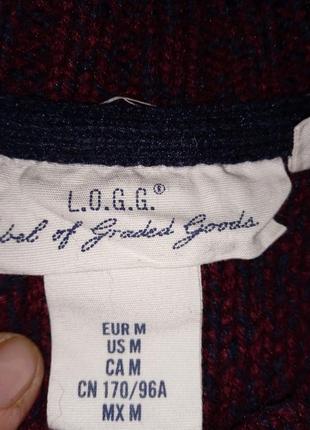 L.O.G.G.®
bel of Graded Goods
EUR M
US M
CA M
CN 170/96A
MX M